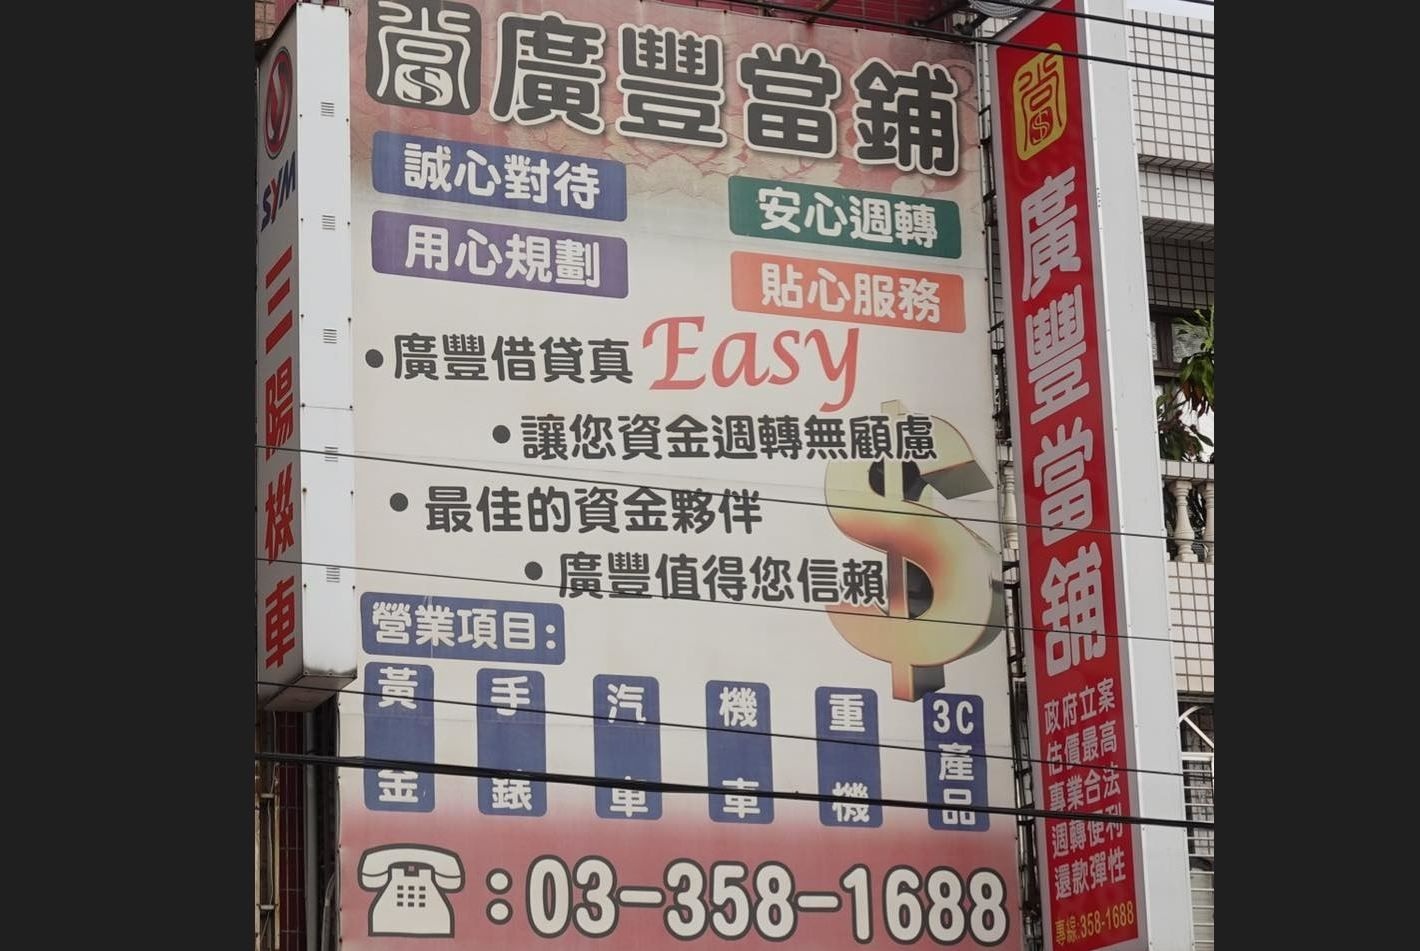 SYM
三陽機車
當
廣豐當鋪
誠心對待
安心週轉
用心規劃
貼心服務
•廣豐借貸真Easy
•讓您資金週轉無顧慮
•最佳的資金夥伴
•廣豐值得您信賴
營業項目:
黃金
手錶
汽車
機車
重機
3C產品
:03-358-1688
當
廣豐當舖
政府立案
估價最高
專業合法
週轉便利
還款彈性
專線:358-1688